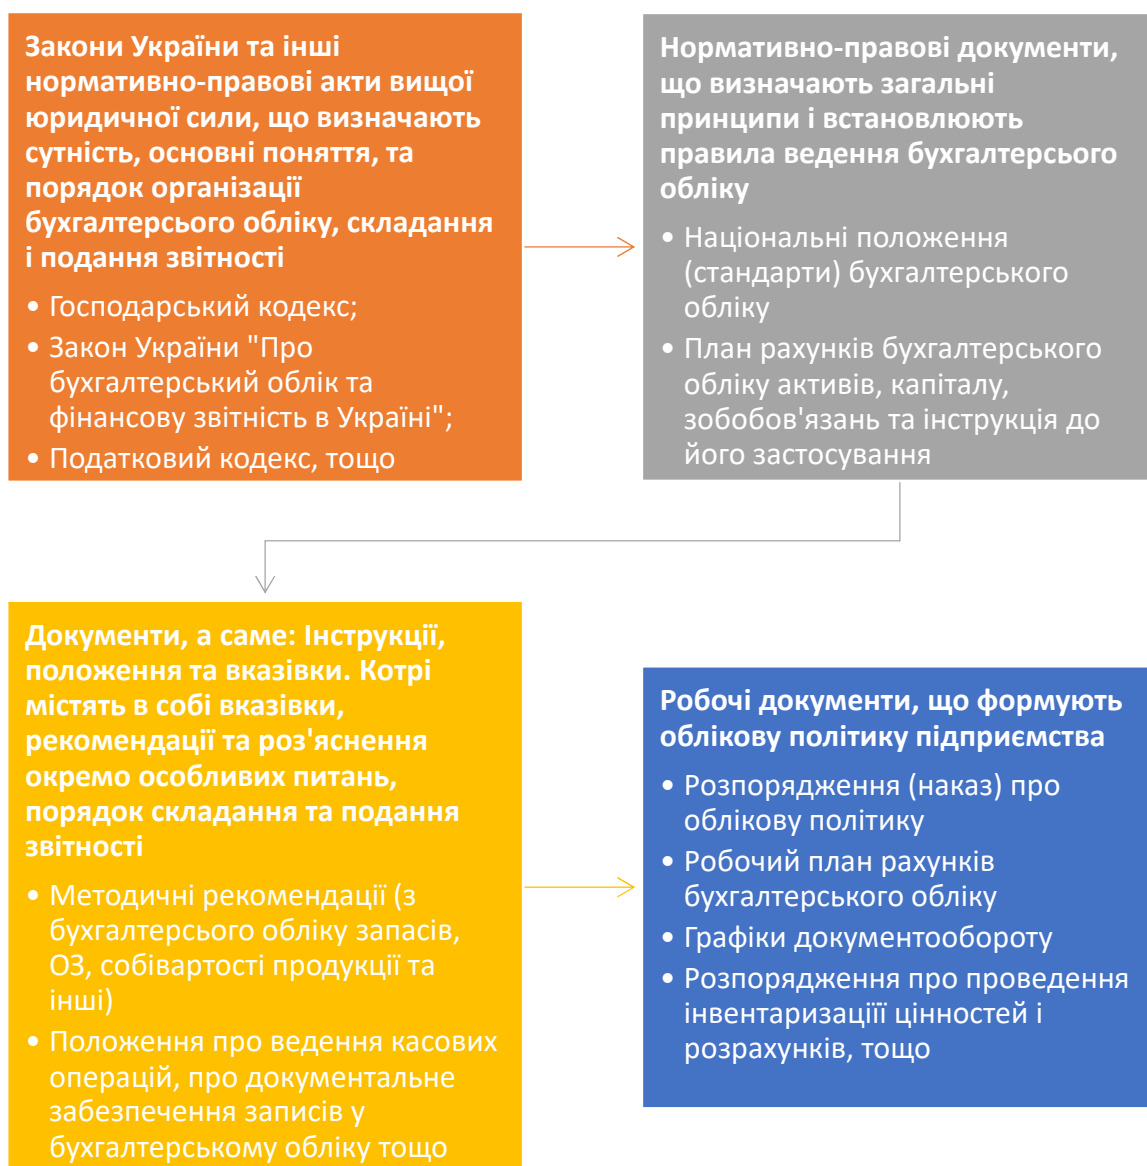 Закони України та інші
нормативно-правові акти вищої
юридичної сили, що визначають
сутність, основні поняття, та
порядок організації
бухгалтерсього обліку, складання
і подання звітності
• Господарський кодекс;
• Закон України "Про
бухгалтерський облік та
фінансову звітність в Україні";
• Податковий кодекс, тощо
Нормативно-правові документи,
що визначають загальні
принципи і встановлюють
правила ведення бухгалтерсього
обліку
• Національні положення
(стандарти) бухгалтерського
обліку
• План рахунків бухгалтерського
обліку активів, капіталу,
зобобов'язань та інструкція до
його застосування
Документи, а саме: Інструкції,
положення та вказівки. Котрі
містять в собі вказівки,
рекомендації та роз'яснення
окремо особливих питань,
порядок складання та подання
звітності
• Методичні рекомендації (з
бухгалтерсього обліку запасів,
ОЗ, собівартості продукції та
інші)
• Положення про ведення касових
операцій, про документальне
забезпечення записів у
бухгалтерському обліку тощо
Робочі документи, що формують
облікову політику підприємства
• Розпорядження (наказ) про
облікову політику
• Робочий план рахунків
бухгалтерського обліку
• Графіки документообороту
• Розпорядження про проведення
інвентаризаціїї цінностей і
розрахунків, тощо